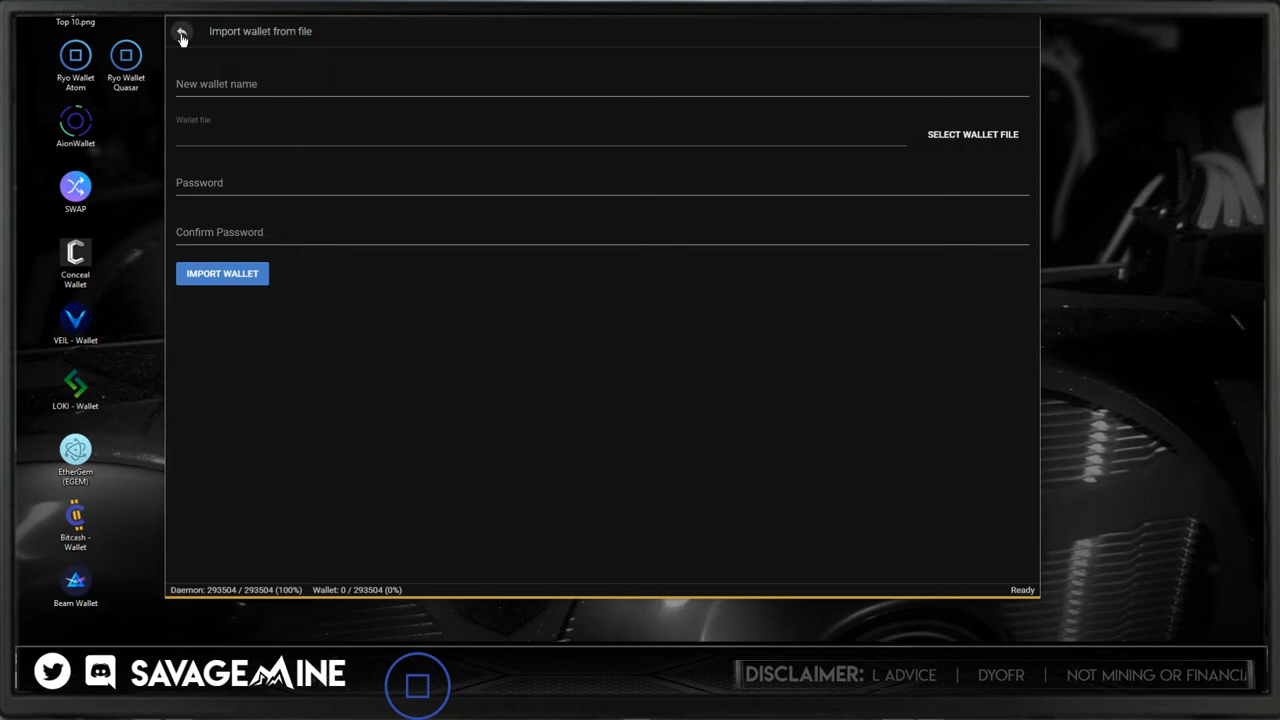 Top 10.png
Import wallet from file
Ryo Wallet
Atom
Ryo Wallet
Quasar
AionWallet
SWAP
Conceal
Wallet
VEIL - Wallet
LOKI - Wallet
EtherGem
(EGEM)
Bitcash -
Wallet
Beam Wallet
New wallet name
Wallet file
SELECT WALLET FILE
Password
Confirm Password
IMPORT WALLET
Daemon: 293504 / 293504 (100%) Wallet: 0 / 293504 (0%) Ready
SAVAGEMINE
DISCLAIMER: L ADVICE | DYOFR | NOT MINING OR FINANCIA